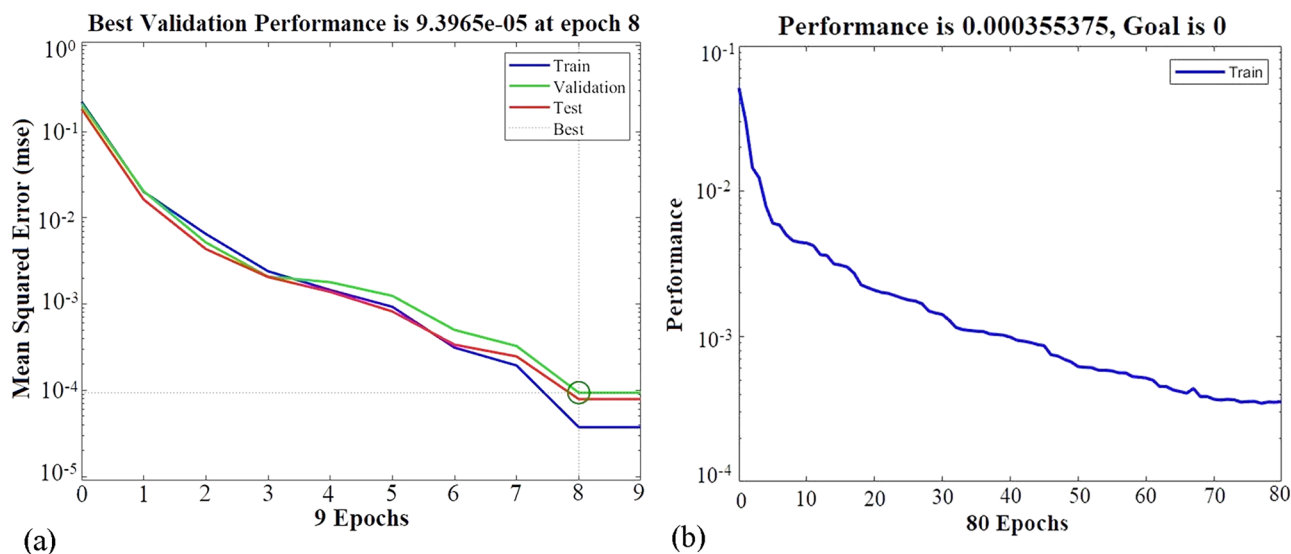 Best Validation Performance is 9.3965e-05 at epoch 8
Mean Squared Error (mse)
10^0
10^-1
10^-2
10^-3
10^-4
10^-5
Train
Validation
Test
Best
0 1 2 3 4 5 6 7 8 9
9 Epochs
(a)
Performance is 0.000355375, Goal is 0
Performance
10^-1
10^-2
10^-3
10^-4
Train
0 10 20 30 40 50 60 70 80
80 Epochs
(b)